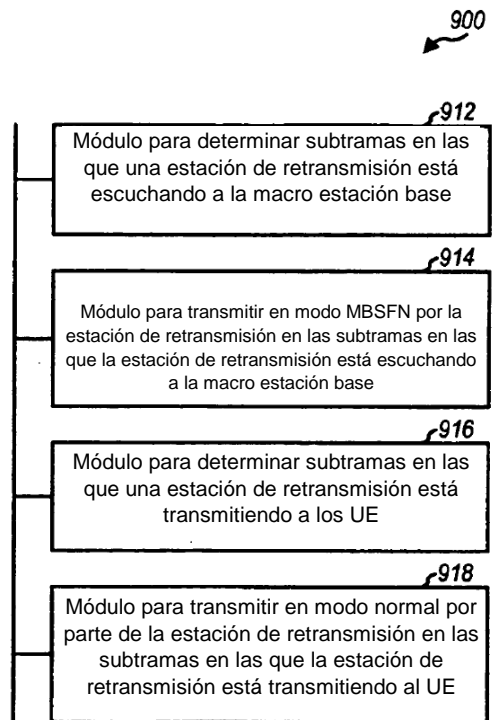 900
912
Módulo para determinar subtramas en las
que una estación de retransmisión está
escuchando a la macro estación base
914
Módulo para transmitir en modo MBSFN por la
estación de retransmisión en las subtramas en las
que la estación de retransmisión está escuchando
a la macro estación base
916
Módulo para determinar subtramas en las
que una estación de retransmisión está
transmitiendo a los UE
918
Módulo para transmitir en modo normal por
parte de la estación de retransmisión en las
subtramas en las que la estación de
retransmisión está transmitiendo al UE